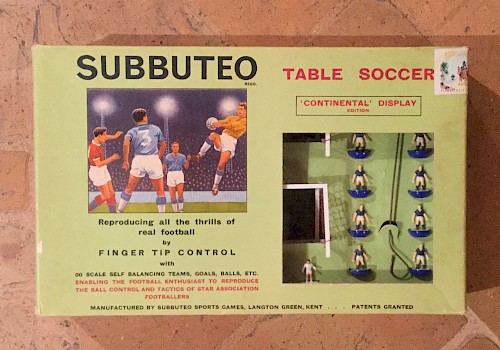 SUBBUTEO
REGD.
TABLE SOCCER
'CONTINENTAL' DISPLAY
EDITION
3
Reproducing all the thrills of
real football
by
FINGER TIP CONTROL
with
OO SCALE SELF BALANCING TEAMS, GOALS, BALLS, ETC.
ENABLING THE FOOTBALL ENTHUSIAST TO REPRODUCE
THE BALL CONTROL AND TACTICS OF STAR ASSOCIATION
FOOTBALLERS
MANUFACTURED BY SUBBUTEO SPORTS GAMES, LANGTON GREEN, KENT . . . PATENTS GRANTED